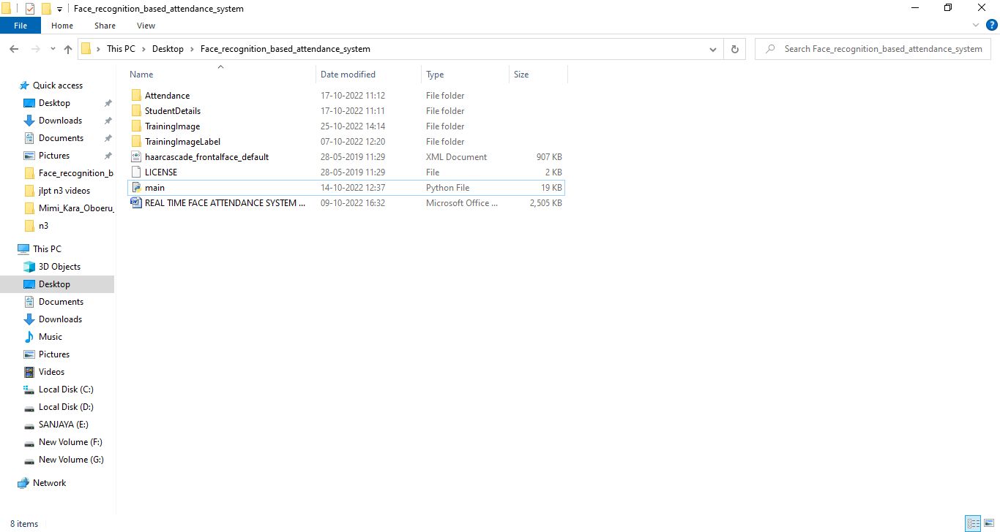 Face_recognition_based_attendance_system
File Home Share View
This PC Desktop Face_recognition_based_attendance_system
Search Face_recognition_based_attendance_system
Quick access
Desktop
Downloads
Documents
Pictures
Face_recognition_b
jlpt n3 videos
Mimi_Kara_Oboeru_
n3
This PC
3D Objects
Desktop
Documents
Downloads
Music
Pictures
Videos
Local Disk (C:)
Local Disk (D:)
SANJAYA (E:)
New Volume (F:)
New Volume (G:)
Network
Name Date modified Type Size
Attendance 17-10-2022 11:12 File folder
StudentDetails 17-10-2022 11:11 File folder
TrainingImage 25-10-2022 14:14 File folder
TrainingImageLabel 07-10-2022 12:20 File folder
haarcascade_frontalface_default 28-05-2019 11:29 XML Document 907 KB
LICENSE 28-05-2019 11:29 File 2 KB
main 14-10-2022 12:37 Python File 19 KB
REAL TIME FACE ATTENDANCE SYSTEM ... 09-10-2022 16:32 Microsoft Office ... 2,505 KB
8 items